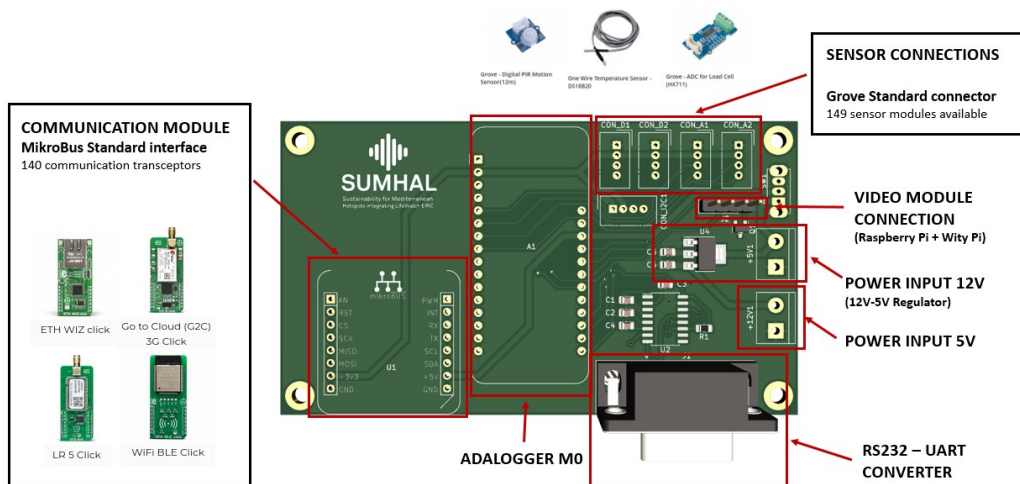 Grove - Digital PIR Motion
Sensor(12m)
One Wire Temperature Sensor -
DS18B20
Grove - ADC for Load Cell
(HX711)
SENSOR CONNECTIONS
Grove Standard connector
149 sensor modules available
COMMUNICATION MODULE
MikroBus Standard interface
140 communication transceptors
ETH WIZ click
Go to Cloud (G2C)
3G Click
LR 5 Click
WiFi BLE Click
SUMHAL
Sustainability for Mediterranean
Hotspots integrating LifeWatch ERIC
CON_D1
CON_D2
CON_A1
CON_A2
CON_I2C1
SW1
J2
Q1
U4
+5V1
+12V1
A1
C3
C1
C2
C4
R1
U2
J1
mikroBUS
AN
RST
CS
SCK
MISO
MOSI
+3V3
GND
U1
PWM
INT
RX
TX
SCL
SDA
+5V
GND
VIDEO MODULE
CONNECTION
(Raspberry Pi + Wity Pi)
POWER INPUT 12V
(12V-5V Regulator)
POWER INPUT 5V
ADALOGGER M0
RS232 – UART
CONVERTER